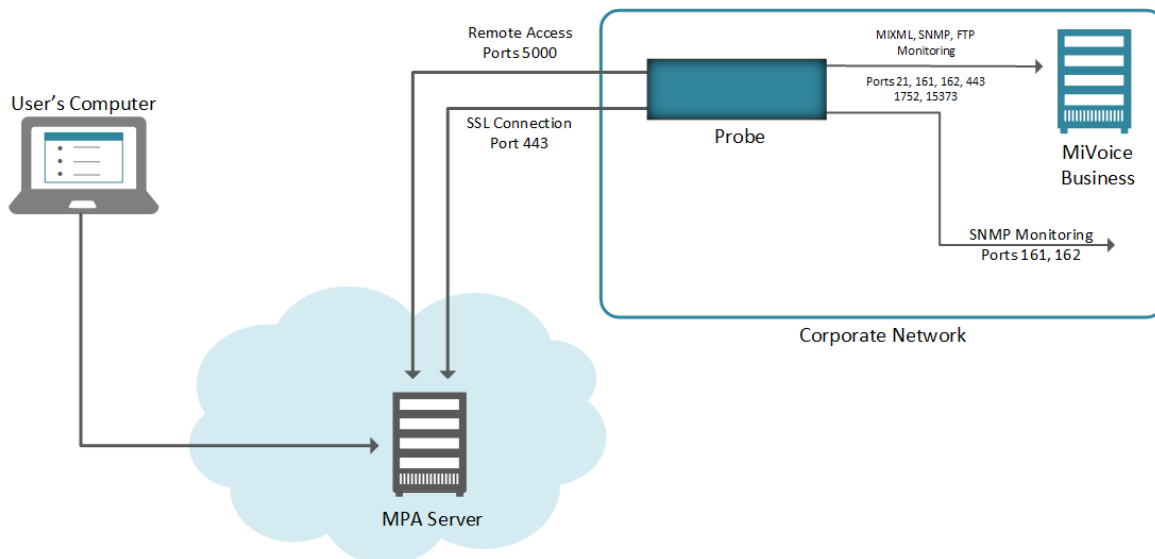 Remote Access
Ports 5000
MIXML, SNMP, FTP
Monitoring
User's Computer
Ports 21, 161, 162, 443
1752, 15373
SSL Connection
Port 443
Probe
MiVoice
Business
SNMP Monitoring
Ports 161, 162
Corporate Network
MPA Server